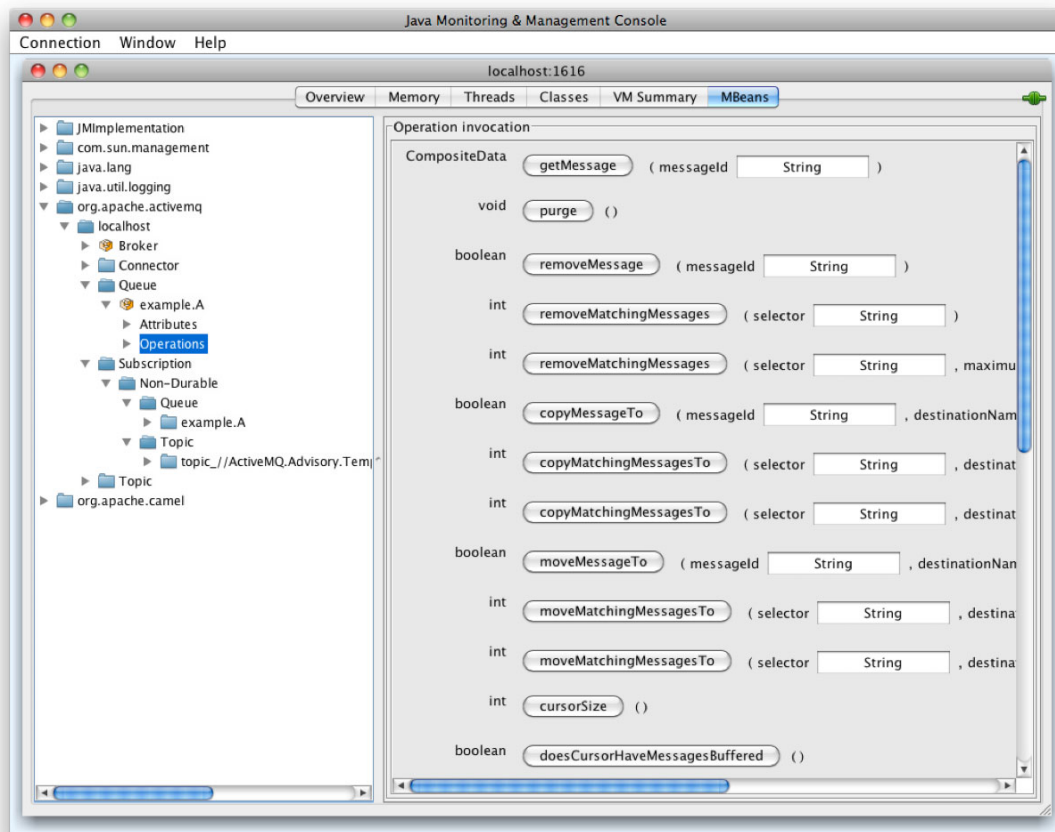 Java Monitoring & Management Console
Connection Window Help
localhost:1616
Overview Memory Threads Classes VM Summary MBeans
JMImplementation
com.sun.management
java.lang
java.util.logging
org.apache.activemq
localhost
Broker
Connector
Queue
example.A
Attributes
Operations
Subscription
Non-Durable
Queue
example.A
Topic
topic_//ActiveMQ.Advisory.Temp
Topic
org.apache.camel
Operation invocation
CompositeData getMessage ( messageId String )
void purge ()
boolean removeMessage ( messageId String )
int removeMatchingMessages ( selector String )
int removeMatchingMessages ( selector String , maximu
boolean copyMessageTo ( messageId String , destinationNam
int copyMatchingMessagesTo ( selector String , destinat
int copyMatchingMessagesTo ( selector String , destinat
boolean moveMessageTo ( messageId String , destinationNan
int moveMatchingMessagesTo ( selector String , destina
int moveMatchingMessagesTo ( selector String , destina
int cursorSize ()
boolean doesCursorHaveMessagesBuffered ()